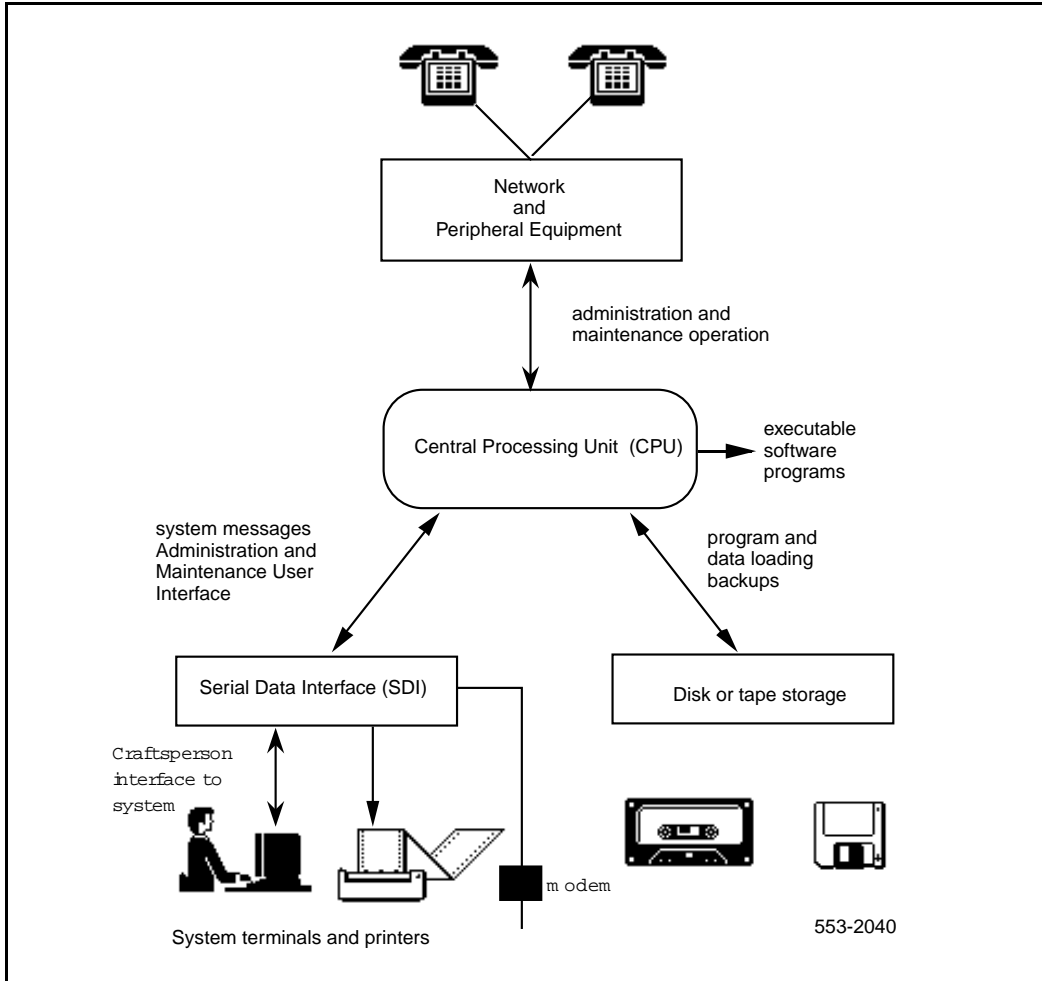 Network
and
Peripheral Equipment
administration and
maintenance operation
Central Processing Unit (CPU)
executable
software
programs
system messages
Administration and
Maintenance User
Interface
program and
data loading
backups
Serial Data Interface (SDI)
Disk or tape storage
Craftsperson
interface to
system
modem
System terminals and printers
553-2040